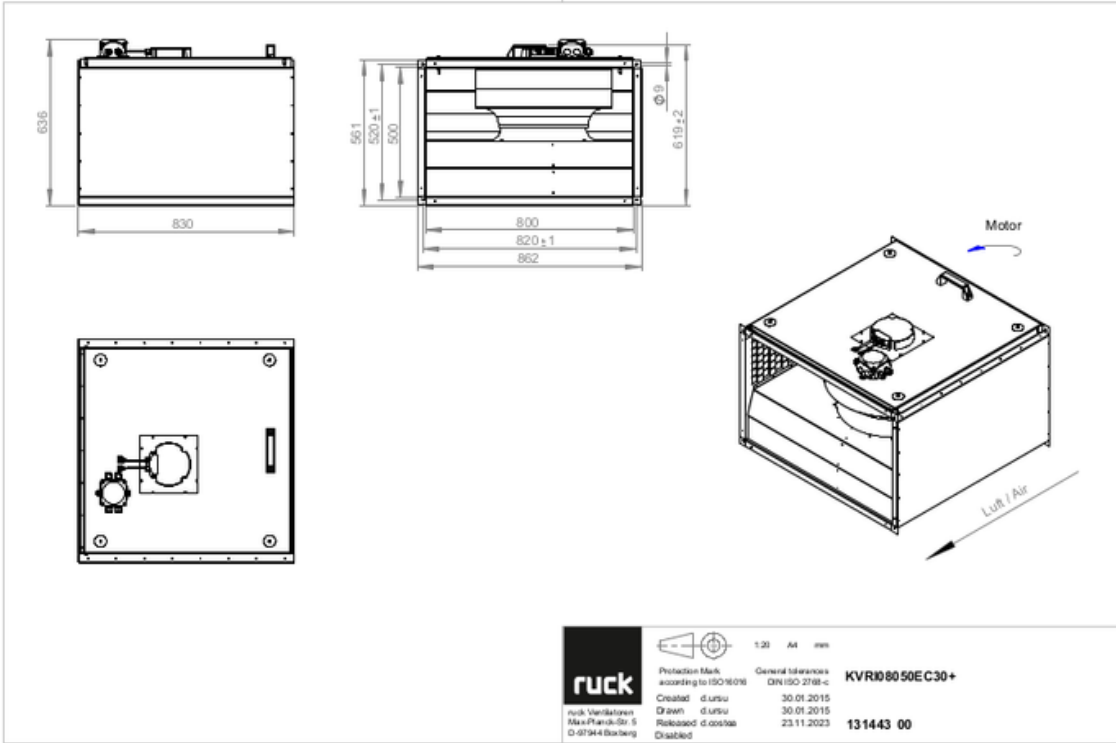 636
830
561
520±1
500
Ø9
619±2
800
820±1
862
Motor
Luft / Air
ruck
ruck Ventilatoren
Max-Planck-Str. 5
D-97944 Boxberg
1:20 A4 mm
Protection Mark
according to ISO16016
General tolerances
DIN ISO 2768-c
Created d.ursu 30.01.2015
Drawn d.ursu 30.01.2015
Released d.costea 23.11.2023
Disabled
KVRI08050EC30+
131443 00